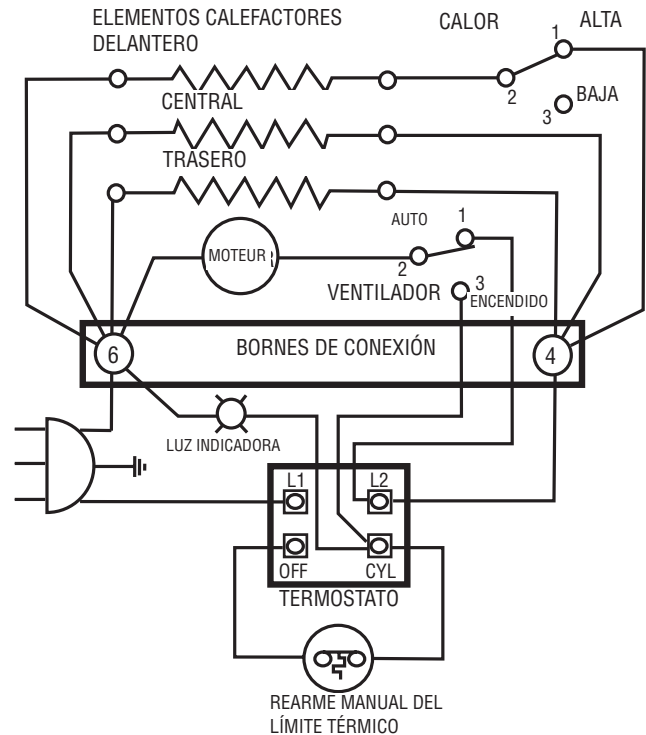 ELEMENTOS CALEFACTORES
DELANTERO
CALOR
1
ALTA
2
BAJA
3
CENTRAL
TRASERO
AUTO
1
MOTEUR
2
VENTILADOR
3
ENCENDIDO
6
BORNES DE CONEXIÓN
4
LUZ INDICADORA
L1
L2
OFF
CYL
TERMOSTATO
REARME MANUAL DEL
LÍMITE TÉRMICO